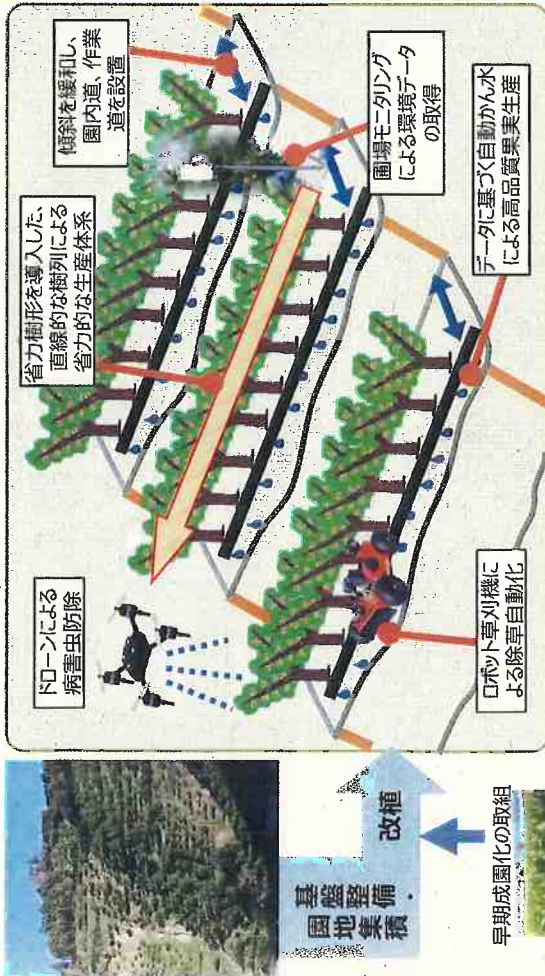 ドローンによる
病害虫防除
省力樹形を導入した、
直線的な樹列による
省力的な生産体系
傾斜を緩和し、
園内道、作業
道を設置
圃場モニタリング
による環境データ
の取得
データに基づく自動かん水
による高品質果実生産
ロボット草刈機に
よる除草自動化
基盤整備・
園地集積
改植
早期成園化の取組